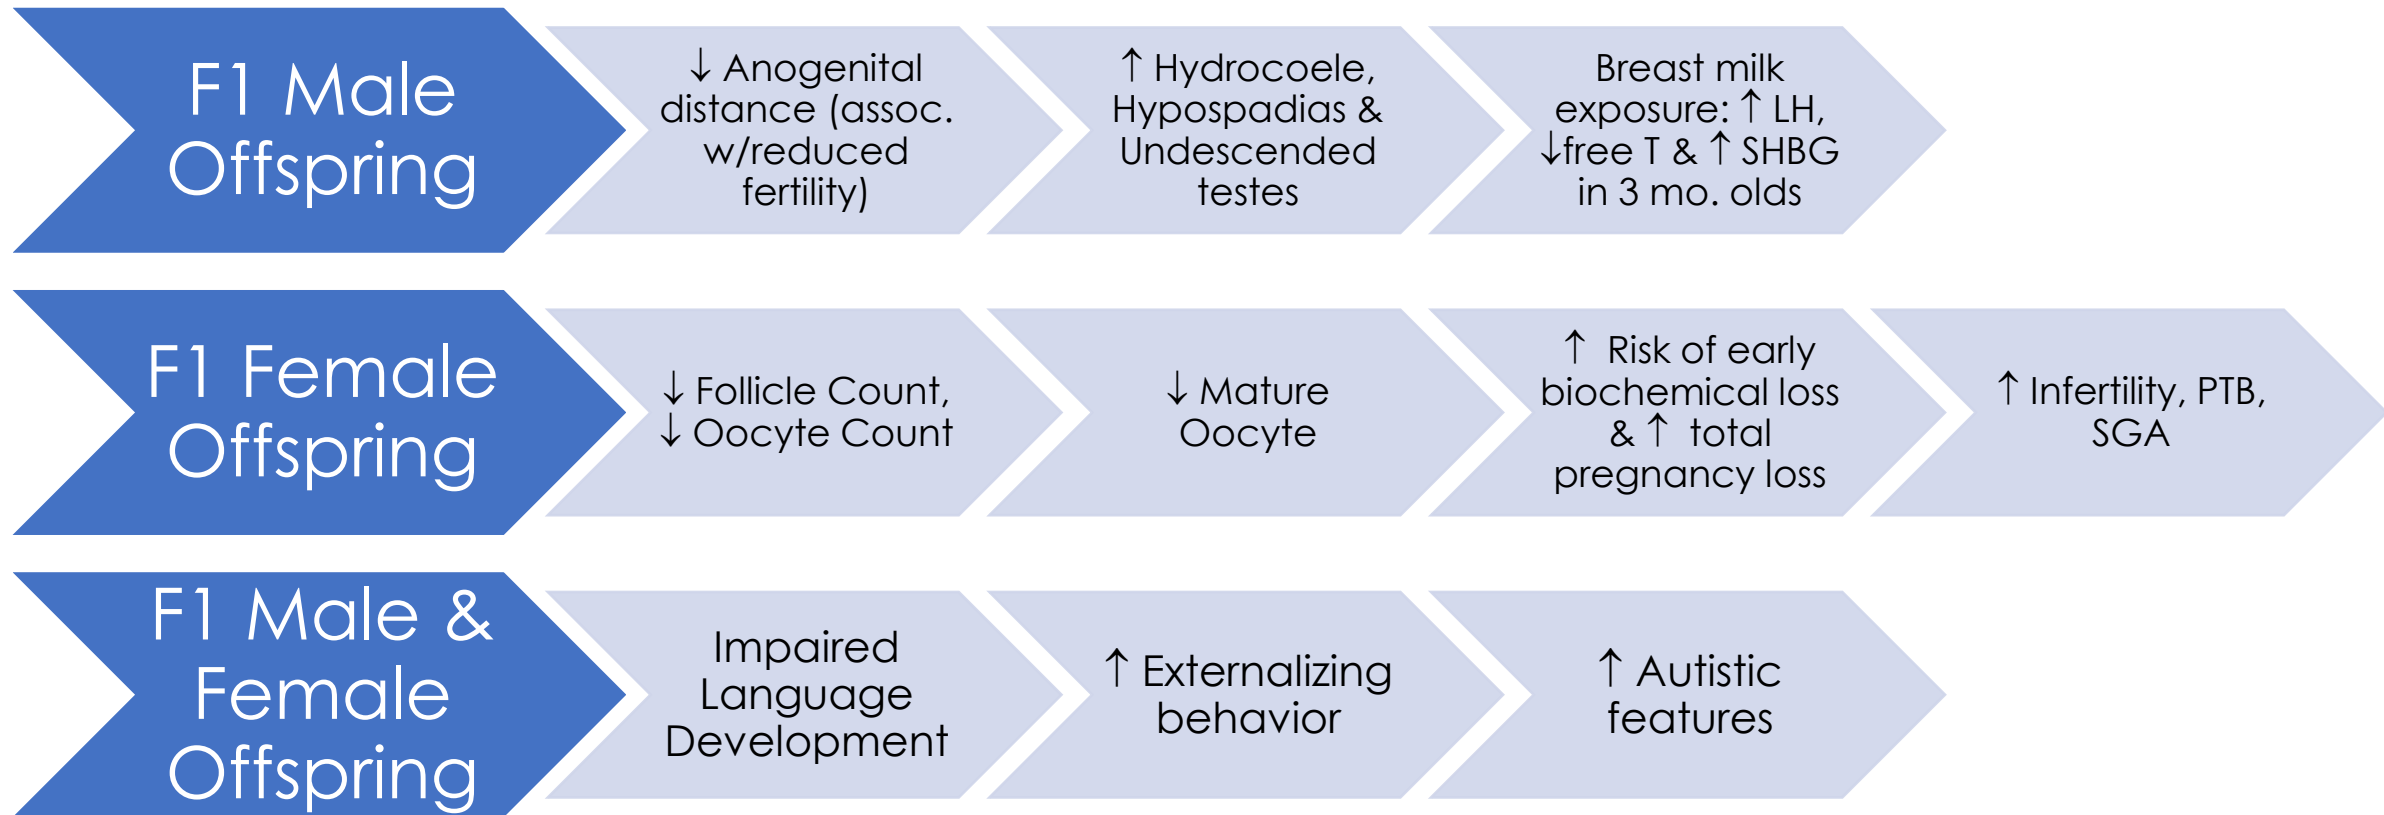 F1 Male
Offspring
↓ Anogenital
distance (assoc.
w/reduced
fertility)
↑ Hydrocoele,
Hypospadias &
Undescended
testes
Breast milk
exposure: ↑ LH,
↓free T & ↑ SHBG
in 3 mo. olds
F1 Female
Offspring
↓ Follicle Count,
↓ Oocyte Count
↓ Mature
Oocyte
↑ Risk of early
biochemical loss
& ↑ total
pregnancy loss
↑ Infertility, PTB,
SGA
F1 Male &
Female
Offspring
Impaired
Language
Development
↑ Externalizing
behavior
↑ Autistic
features